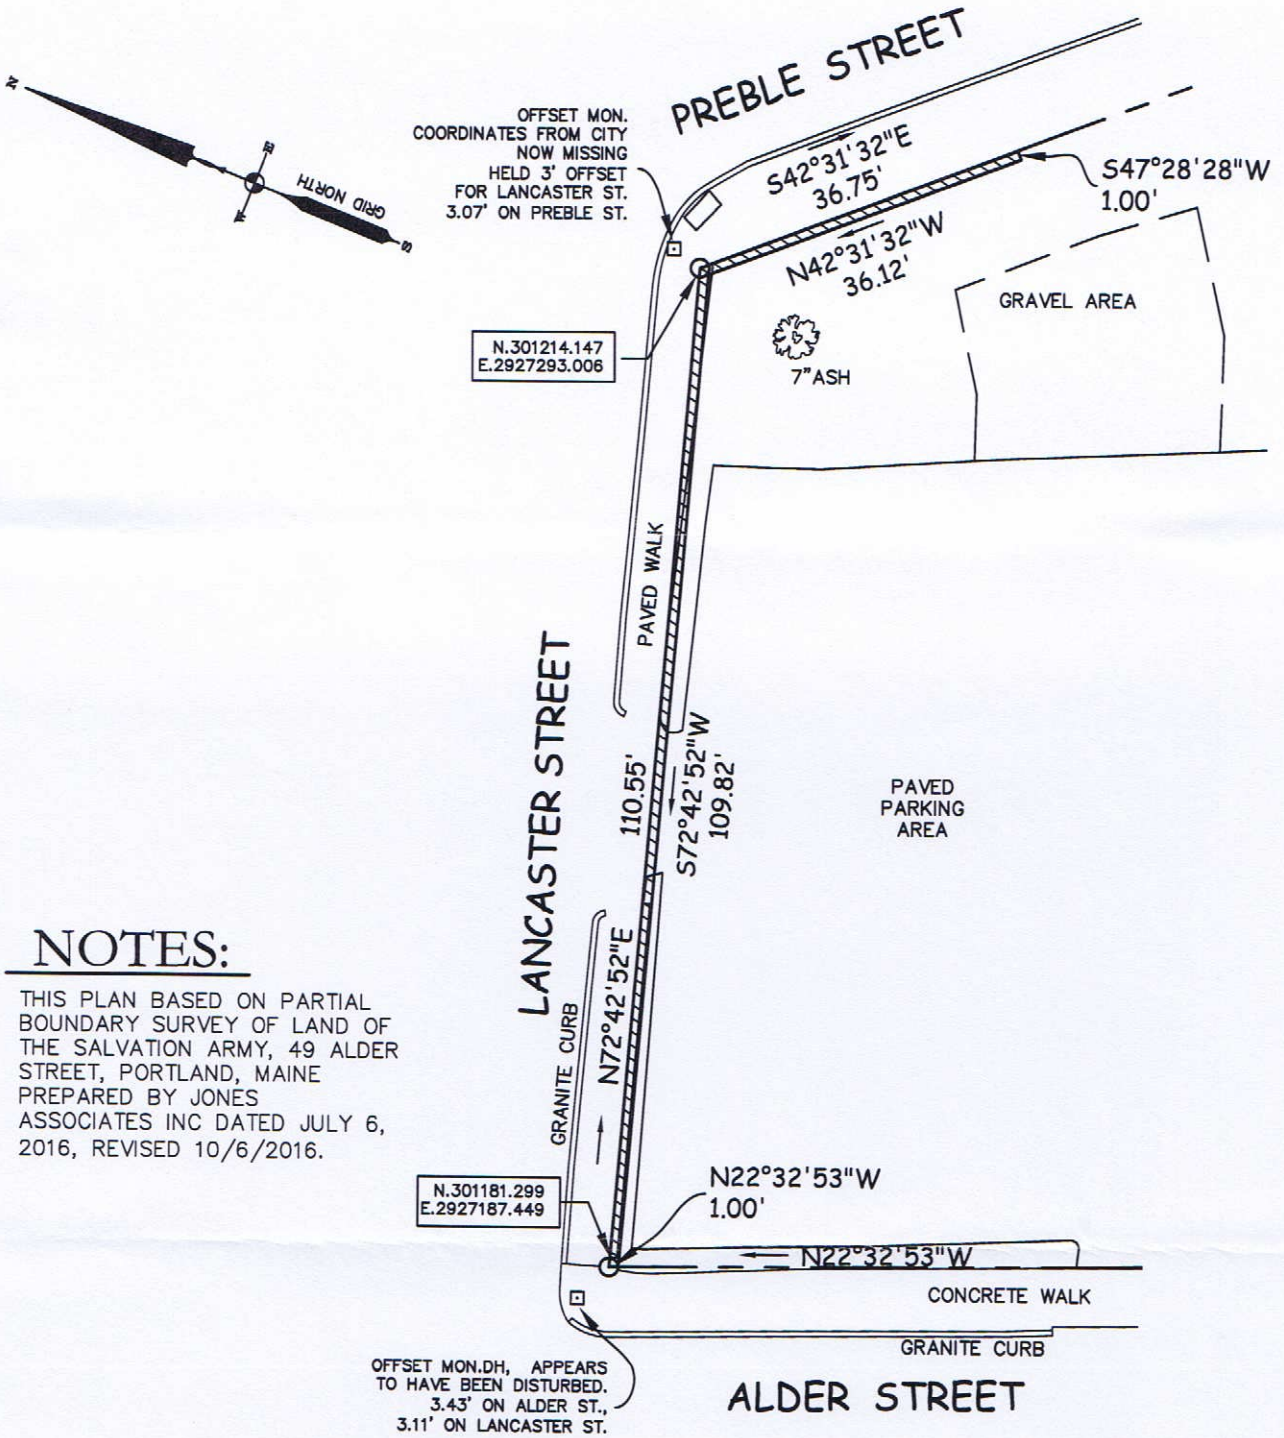 PREBLE STREET
N
E
W
S
GRID NORTH
OFFSET MON.
COORDINATES FROM CITY
NOW MISSING
HELD 3' OFFSET
FOR LANCASTER ST.
3.07' ON PREBLE ST.
S42°31'32"E
36.75'
S47°28'28"W
1.00'
N42°31'32"W
36.12'
GRAVEL AREA
N.301214.147
E.2927293.006
7"ASH
PAVED WALK
LANCASTER STREET
110.55'
S72°42'52"W
109.82'
PAVED
PARKING
AREA
NOTES:
THIS PLAN BASED ON PARTIAL
BOUNDARY SURVEY OF LAND OF
THE SALVATION ARMY, 49 ALDER
STREET, PORTLAND, MAINE
PREPARED BY JONES
ASSOCIATES INC DATED JULY 6,
2016, REVISED 10/6/2016.
GRANITE CURB
N72°42'52"E
N.301181.299
E.2927187.449
N22°32'53"W
1.00'
N22°32'53"W
CONCRETE WALK
GRANITE CURB
OFFSET MON.DH, APPEARS
TO HAVE BEEN DISTURBED.
3.43' ON ALDER ST.,
3.11' ON LANCASTER ST.
ALDER STREET